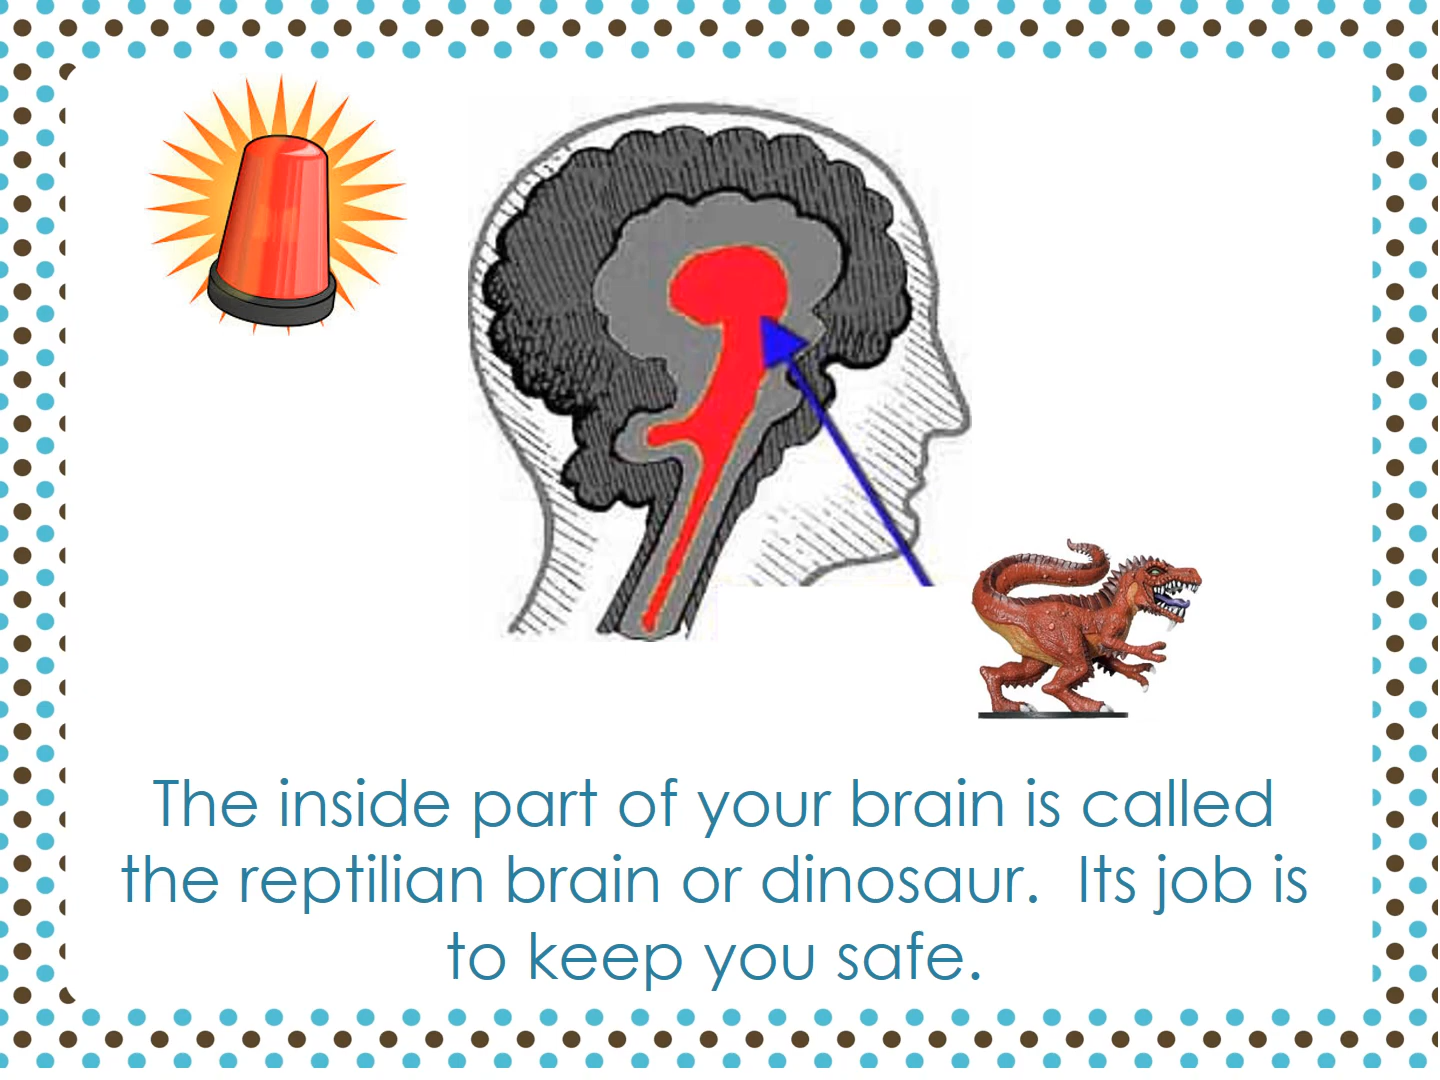 The inside part of your brain is called
the reptilian brain or dinosaur.  Its job is
to keep you safe.